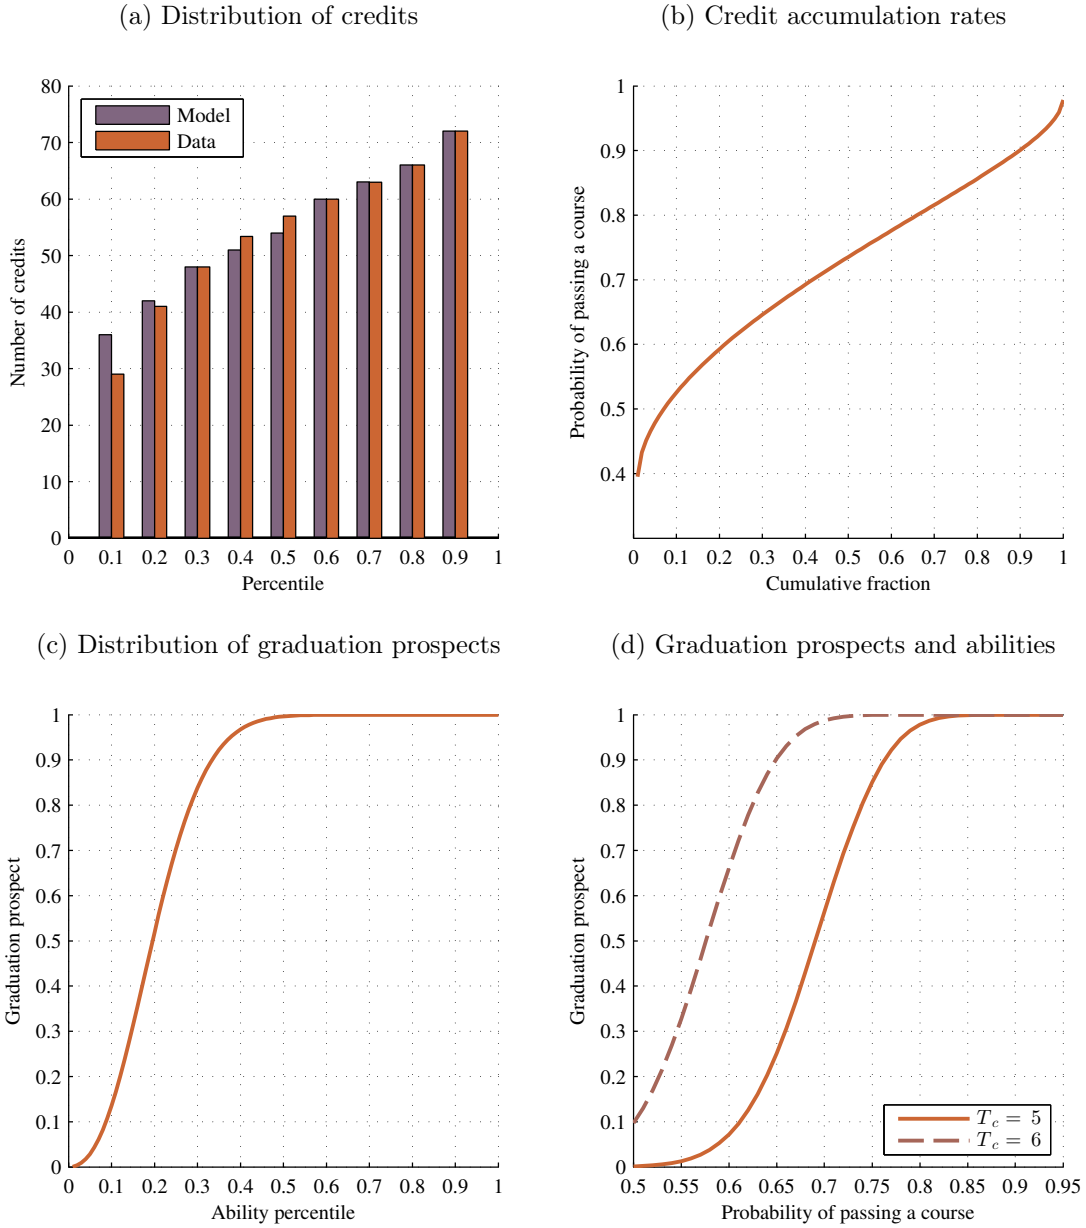 (a) Distribution of credits
80
70
60
50
40
30
20
10
0
Number of credits
Model
Data
0 0.1 0.2 0.3 0.4 0.5 0.6 0.7 0.8 0.9 1
Percentile
(b) Credit accumulation rates
1
0.9
0.8
0.7
0.6
0.5
0.4
Probability of passing a course
0 0.1 0.2 0.3 0.4 0.5 0.6 0.7 0.8 0.9 1
Cumulative fraction
(c) Distribution of graduation prospects
1
0.9
0.8
0.7
0.6
0.5
0.4
0.3
0.2
0.1
0
Graduation prospect
0 0.1 0.2 0.3 0.4 0.5 0.6 0.7 0.8 0.9 1
Ability percentile
(d) Graduation prospects and abilities
1
0.9
0.8
0.7
0.6
0.5
0.4
0.3
0.2
0.1
0
Graduation prospect
T_c = 5
T_c = 6
0.5 0.55 0.6 0.65 0.7 0.75 0.8 0.85 0.9 0.95
Probability of passing a course